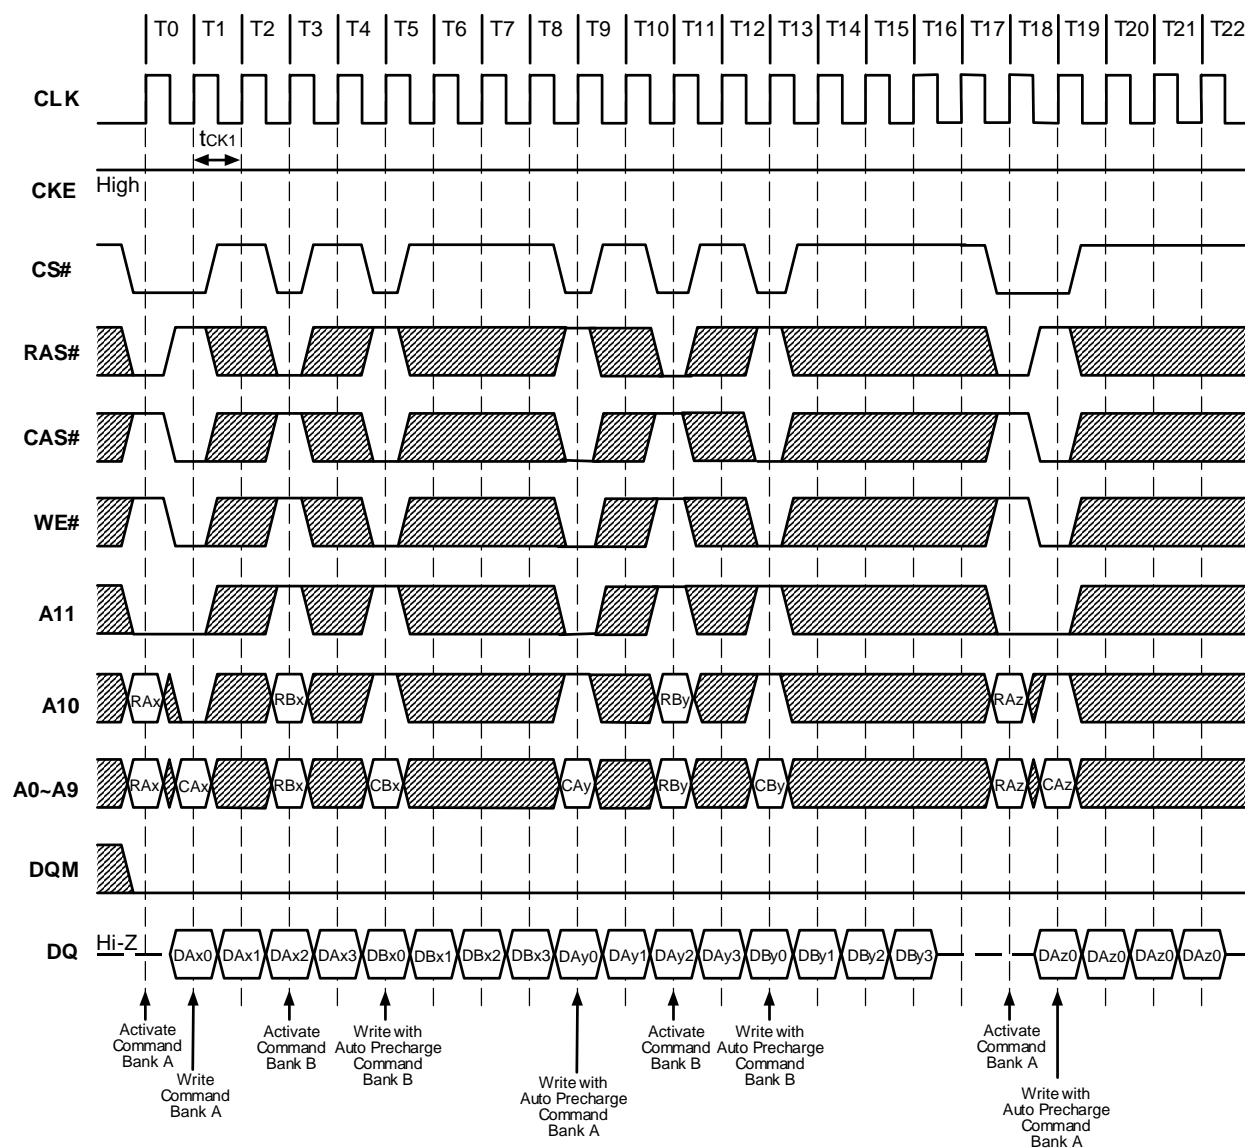 T0 T1 T2 T3 T4 T5 T6 T7 T8 T9 T10 T11 T12 T13 T14 T15 T16 T17 T18 T19 T20 T21 T22
CLK
tCK1
CKE High
CS#
RAS#
CAS#
WE#
A11
A10 RAx RBx RBy RAz
A0~A9 RAx CAx RBx CBx CAy RBy CBy RAz CAz
DQM
DQ Hi-Z DAx0 DAx1 DAx2 DAx3 DBx0 DBx1 DBx2 DBx3 DAy0 DAy1 DAy2 DAy3 DBy0 DBy1 DBy2 DBy3 DAz0 DAz0 DAz0 DAz0
Activate
Command
Bank A
Write
Command
Bank A
Activate
Command
Bank B
Write with
Auto Precharge
Command
Bank B
Write with
Auto Precharge
Command
Bank A
Activate
Command
Bank B
Write with
Auto Precharge
Command
Bank B
Activate
Command
Bank A
Write with
Auto Precharge
Command
Bank A